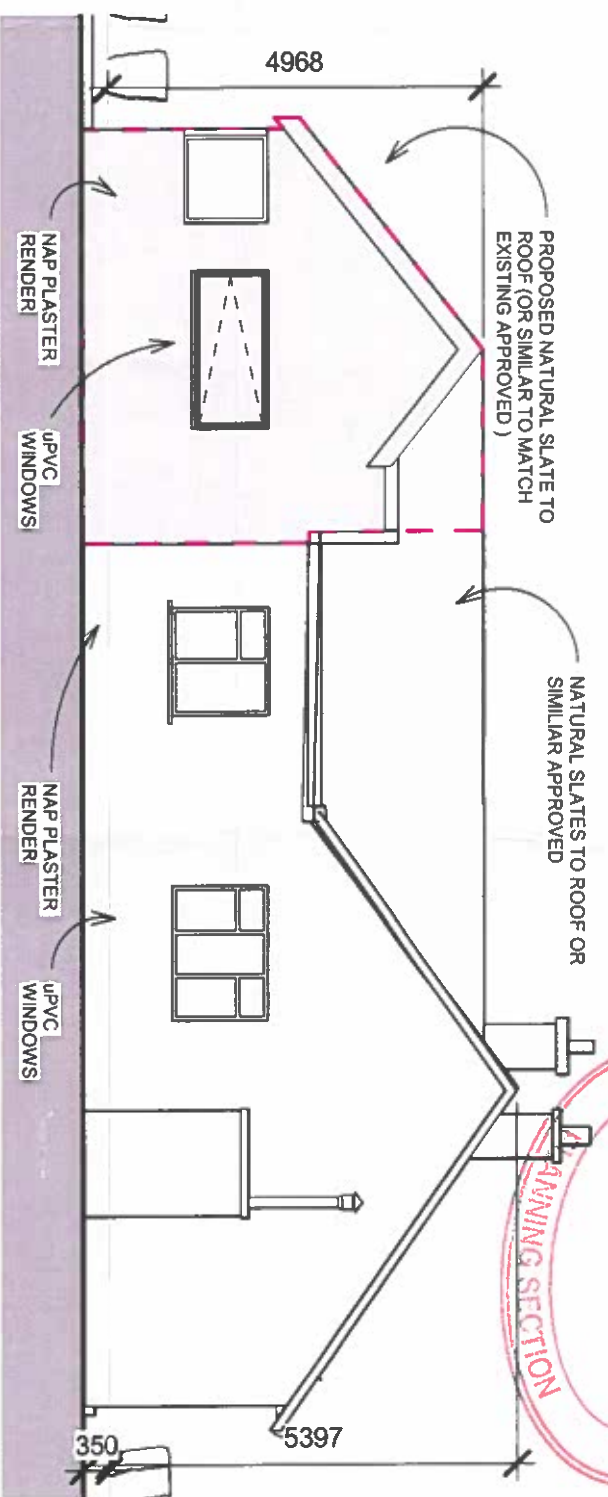 PROPOSED NATURAL SLATE TO
ROOF (OR SIMILAR TO MATCH
EXISTING APPROVED )
NATURAL SLATES TO ROOF OR
SIMILIAR APPROVED
4968
NAP PLASTER
RENDER
uPVC
WINDOWS
NAP PLASTER
RENDER
uPVC
WINDOWS
350
5397
SECTION